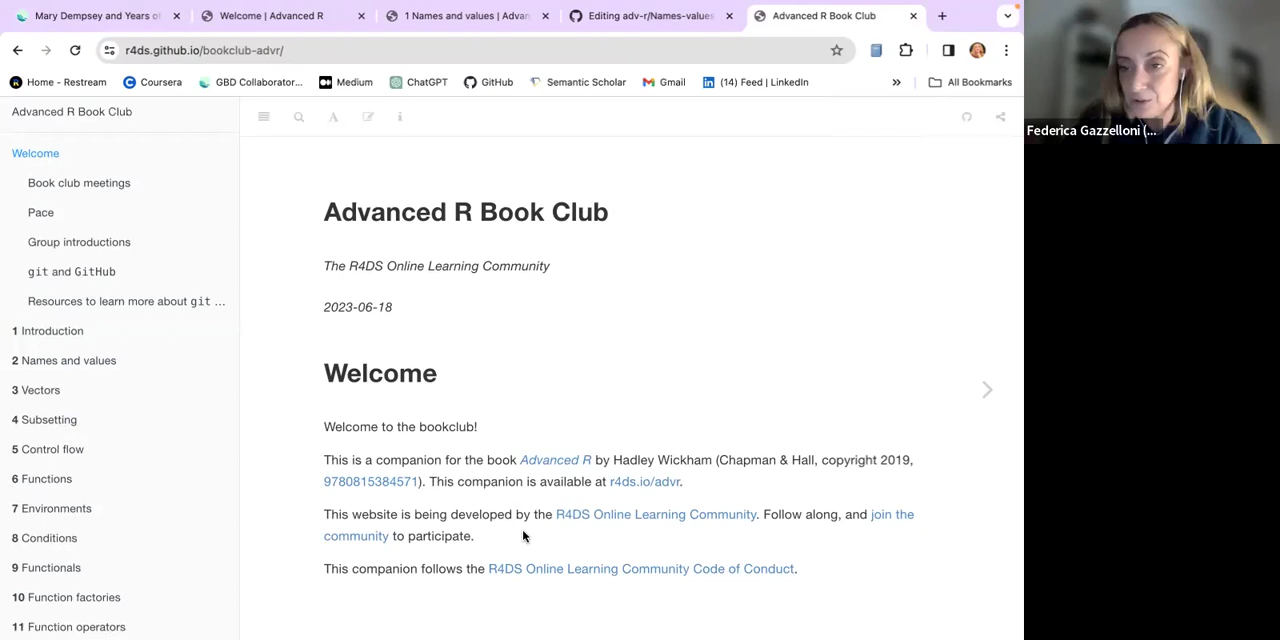 Mary Dempsey and Years of
Welcome | Advanced R
1 Names and values | Advan
Editing adv-r/Names-values
Advanced R Book Club
r4ds.github.io/bookclub-advr/
Home - Restream
Coursera
GBD Collaborator...
Medium
ChatGPT
GitHub
Semantic Scholar
Gmail
(14) Feed | LinkedIn
»
All Bookmarks
Federica Gazzelloni (...
Advanced R Book Club
Welcome
Book club meetings
Pace
Group introductions
git and GitHub
Resources to learn more about git ...
1 Introduction
2 Names and values
3 Vectors
4 Subsetting
5 Control flow
6 Functions
7 Environments
8 Conditions
9 Functionals
10 Function factories
11 Function operators
Advanced R Book Club
The R4DS Online Learning Community
2023-06-18
Welcome
Welcome to the bookclub!
This is a companion for the book Advanced R by Hadley Wickham (Chapman & Hall, copyright 2019,
9780815384571). This companion is available at r4ds.io/advr.
This website is being developed by the R4DS Online Learning Community. Follow along, and join the
community to participate.
This companion follows the R4DS Online Learning Community Code of Conduct.